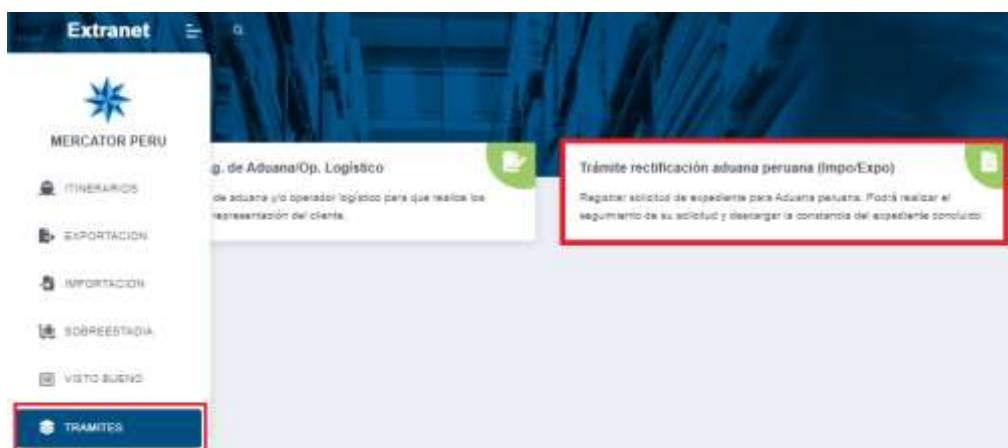 Extranet
MERCATOR PERU
ITINERARIOS
EXPORTACION
IMPORTACION
SOBREESTADIA
VISTO BUENO
TRAMITES
g. de Aduana/Op. Logístico
de aduana y/o operador logístico para que realice los
representación del cliente.
Trámite rectificación aduana peruana (Impo/Expo)
Registrar solicitud de expediente para Aduana peruana. Podrá realizar el
seguimiento de su solicitud y descargar la constancia del expediente concluido.